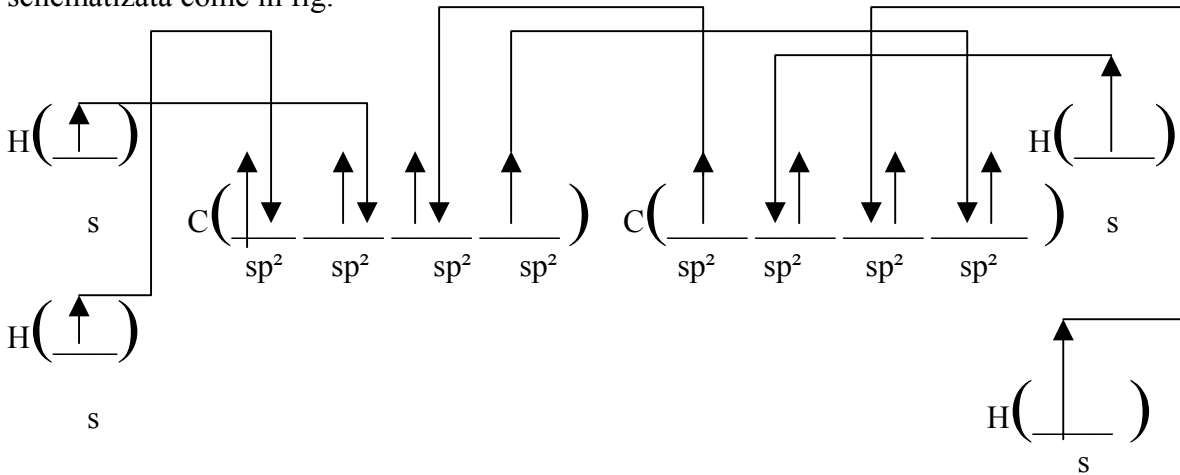 schematizzata come in fig.
H( ) H( )
s C( ) C( ) s
sp² sp² sp² sp² sp² sp² sp² sp²
H( )
s H( )
s